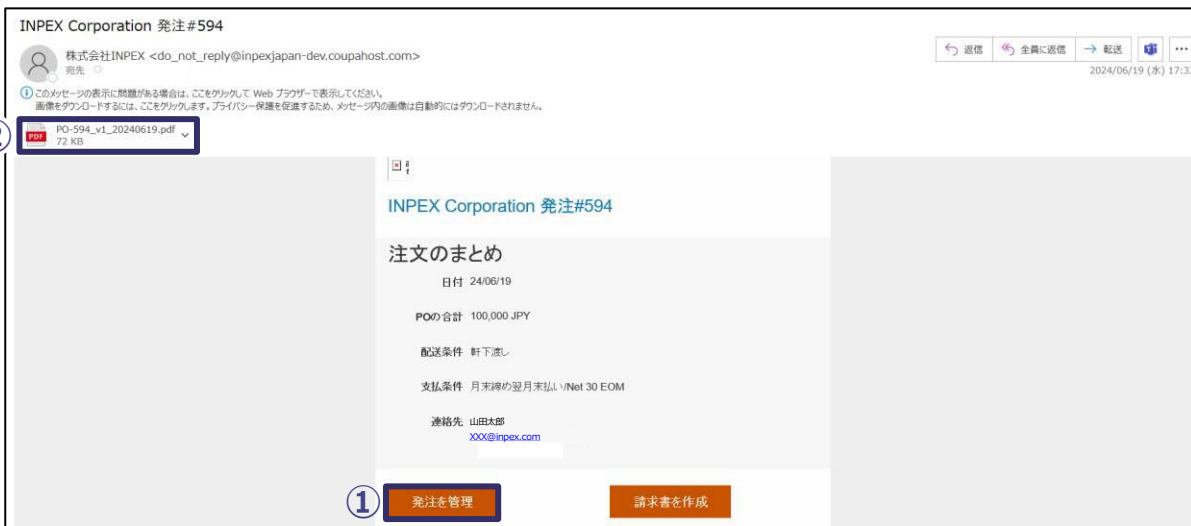 INPEX Corporation 発注#594
株式会社INPEX <do_not_reply@inpexjapan-dev.coupahost.com>
宛先
返信 全員に返信 転送
2024/06/19 (水) 17:33
このメッセージの表示に問題がある場合は、ここをクリックして Web ブラウザーで表示してください。
画像をダウンロードするには、ここをクリックします。プライバシー保護を促進するため、メッセージ内の画像は自動的にはダウンロードされません。
②
PDF PO-594_v1_20240619.pdf
72 KB
INPEX Corporation 発注#594
注文のまとめ
日付 24/06/19
POの合計 100,000 JPY
配送条件 軒下渡し
支払条件 月末締め翌月末払い/Net 30 EOM
連絡先 山田太郎
XXX@inpex.com
① 発注を管理 請求書を作成